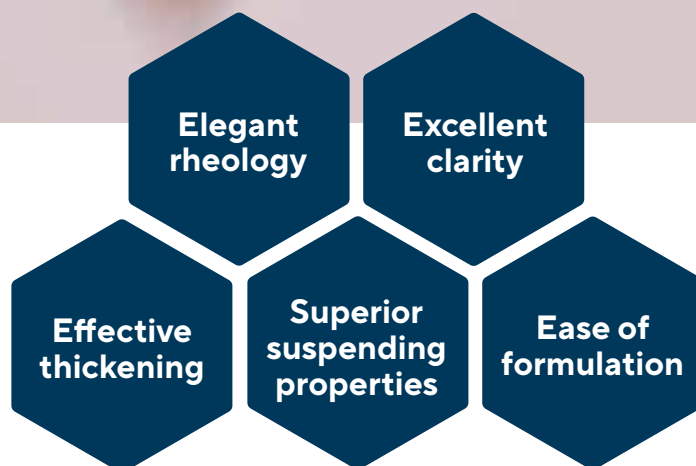 Elegant
rheology
Excellent
clarity
Effective
thickening
Superior
suspending
properties
Ease of
formulation